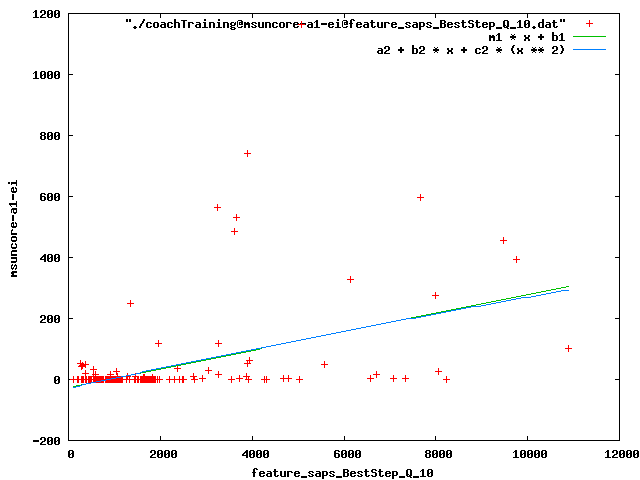 "./coachTraining@msuncore-a1-ei@feature_saps_BestStep_Q_10.dat"
m1 * x + b1
a2 + b2 * x + c2 * (x ** 2)
1200
1000
800
600
400
200
0
-200
msuncore-a1-ei
0 2000 4000 6000 8000 10000 12000
feature_saps_BestStep_Q_10